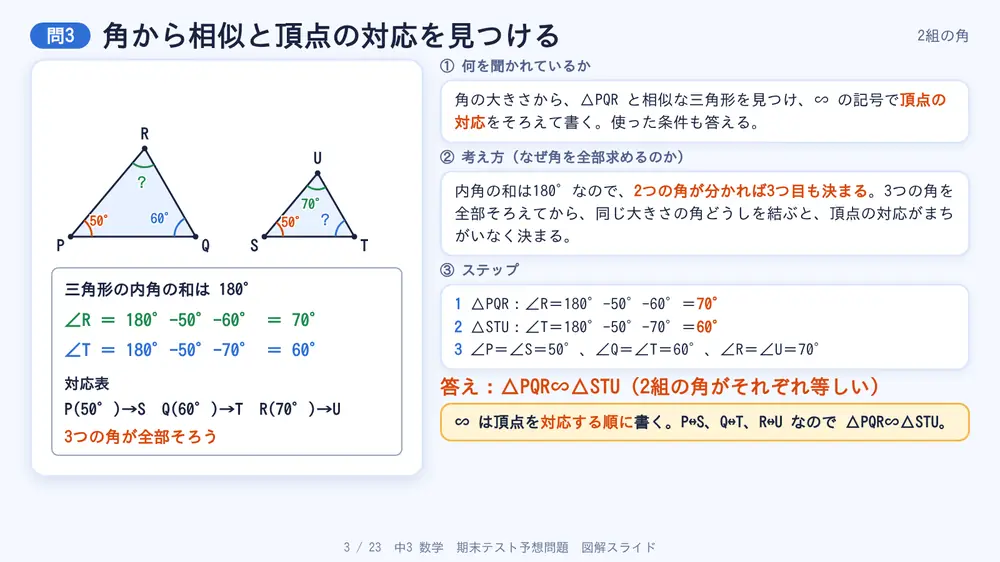 問3 角から相似と頂点の対応を見つける
2組の角
R
?
50°
60°
P
Q
U
70°
50°
?
S
T
三角形の内角の和は 180°
∠R = 180°-50°-60° = 70°
∠T = 180°-50°-70° = 60°
対応表
P(50°)→S Q(60°)→T R(70°)→U
3つの角が全部そろう
① 何を聞かれているか
角の大きさから、△PQR と相似な三角形を見つけ、∽ の記号で頂点の
対応をそろえて書く。使った条件も答える。
② 考え方（なぜ角を全部求めるのか）
内角の和は180°なので、2つの角が分かれば3つ目も決まる。3つの角を
全部そろえてから、同じ大きさの角どうしを結ぶと、頂点の対応がまち
がいなく決まる。
③ ステップ
1 △PQR：∠R＝180°-50°-60°＝70°
2 △STU：∠T＝180°-50°-70°＝60°
3 ∠P＝∠S＝50°、∠Q＝∠T＝60°、∠R＝∠U＝70°
答え：△PQR∽△STU（2組の角がそれぞれ等しい）
∽ は頂点を対応する順に書く。P↔S、Q↔T、R↔U なので △PQR∽△STU。
3 / 23 中3 数学 期末テスト予想問題 図解スライド